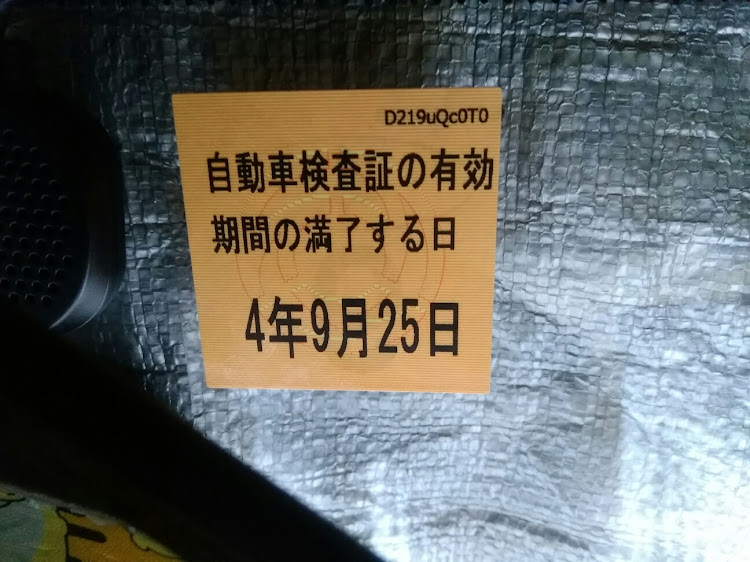 D219uQc0T0
自動車検査証の有効
期間の満了する日
4年9月25日